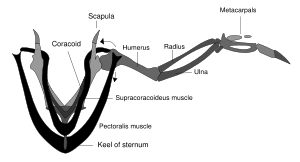 Metacarpals
Scapula
Coracoid
Humerus
Radius
Ulna
Supracoracoideus muscle
Pectoralis muscle
Keel of sternum